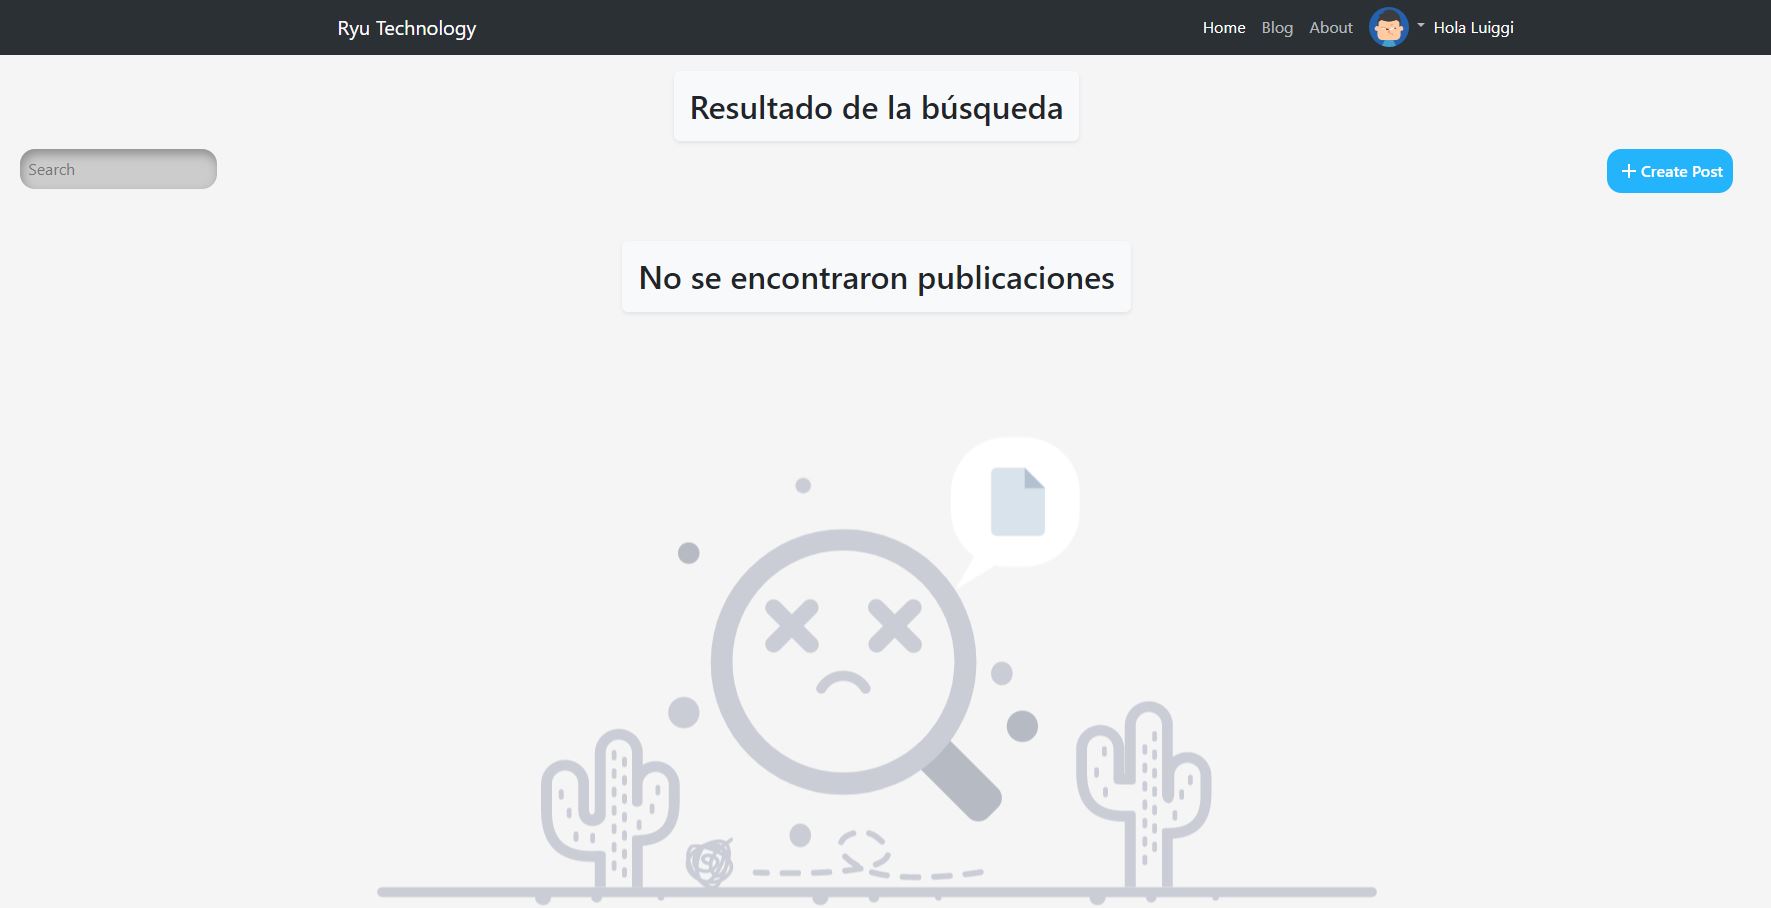 Ryu Technology
Home Blog About Hola Luiggi
Resultado de la búsqueda
Search
Create Post
No se encontraron publicaciones